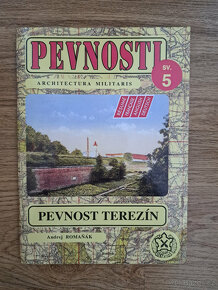 PEVNOSTI
ARCHITECTURA MILITARIS
SV.
5
PEVNOST TEREZÍN
Andrej ROMAŇÁK